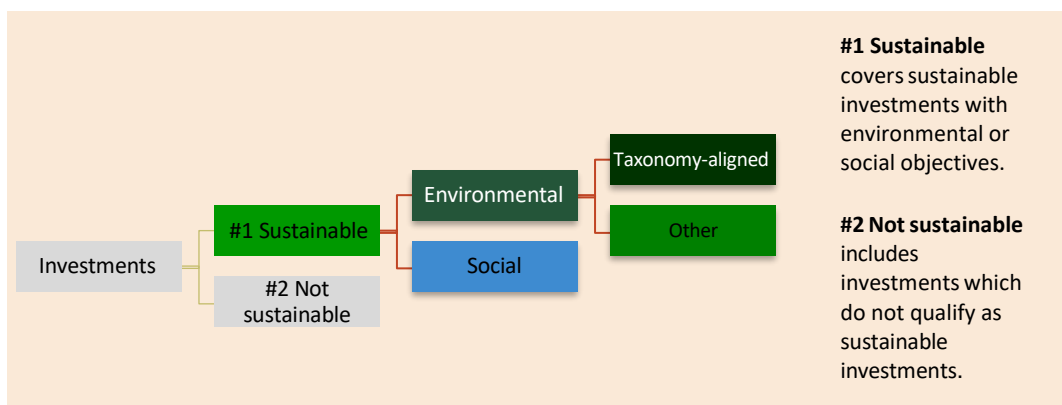 Investments
#1 Sustainable
#2 Not
sustainable
Environmental
Social
Taxonomy-aligned
Other
#1 Sustainable
covers sustainable
investments with
environmental or
social objectives.
#2 Not sustainable
includes
investments which
do not qualify as
sustainable
investments.